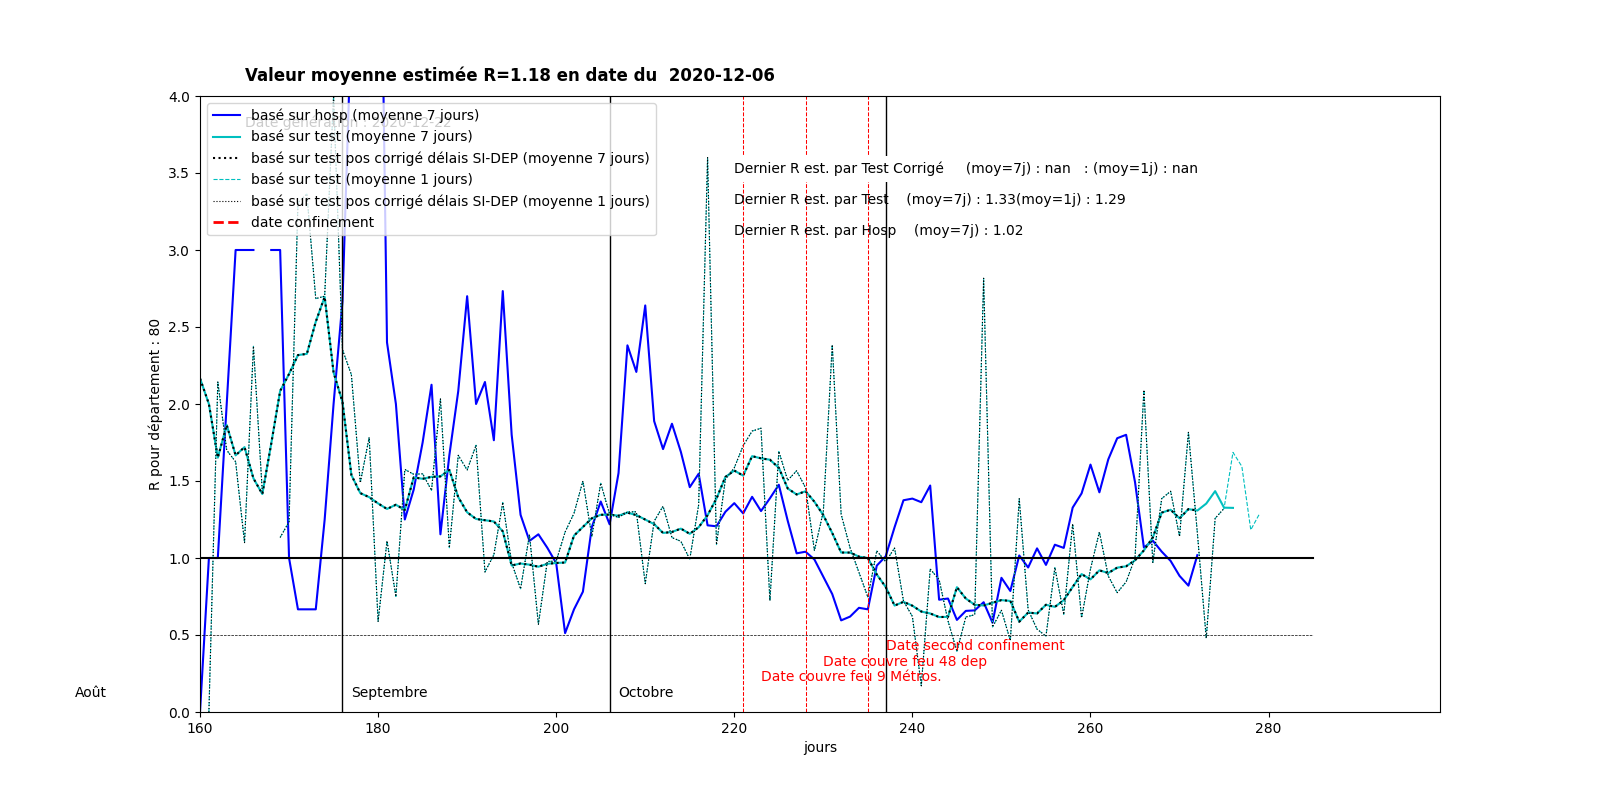 Valeur moyenne estimée R=1.18 en date du  2020-12-06
Date génération : 2020-12-22
basé sur hosp (moyenne 7 jours)
basé sur test (moyenne 7 jours)
basé sur test pos corrigé délais SI-DEP (moyenne 7 jours)
basé sur test (moyenne 1 jours)
basé sur test pos corrigé délais SI-DEP (moyenne 1 jours)
date confinement
Dernier R est. par Test Corrigé (moy=7j) : nan : (moy=1j) : nan
Dernier R est. par Test (moy=7j) : 1.33(moy=1j) : 1.29
Dernier R est. par Hosp (moy=7j) : 1.02
4.0
3.5
3.0
2.5
2.0
1.5
1.0
0.5
0.0
R pour département : 80
Date second confinement
Date couvre feu 48 dep
Date couvre feu 9 Métros.
Août
Septembre
Octobre
160 180 200 220 240 260 280
jours